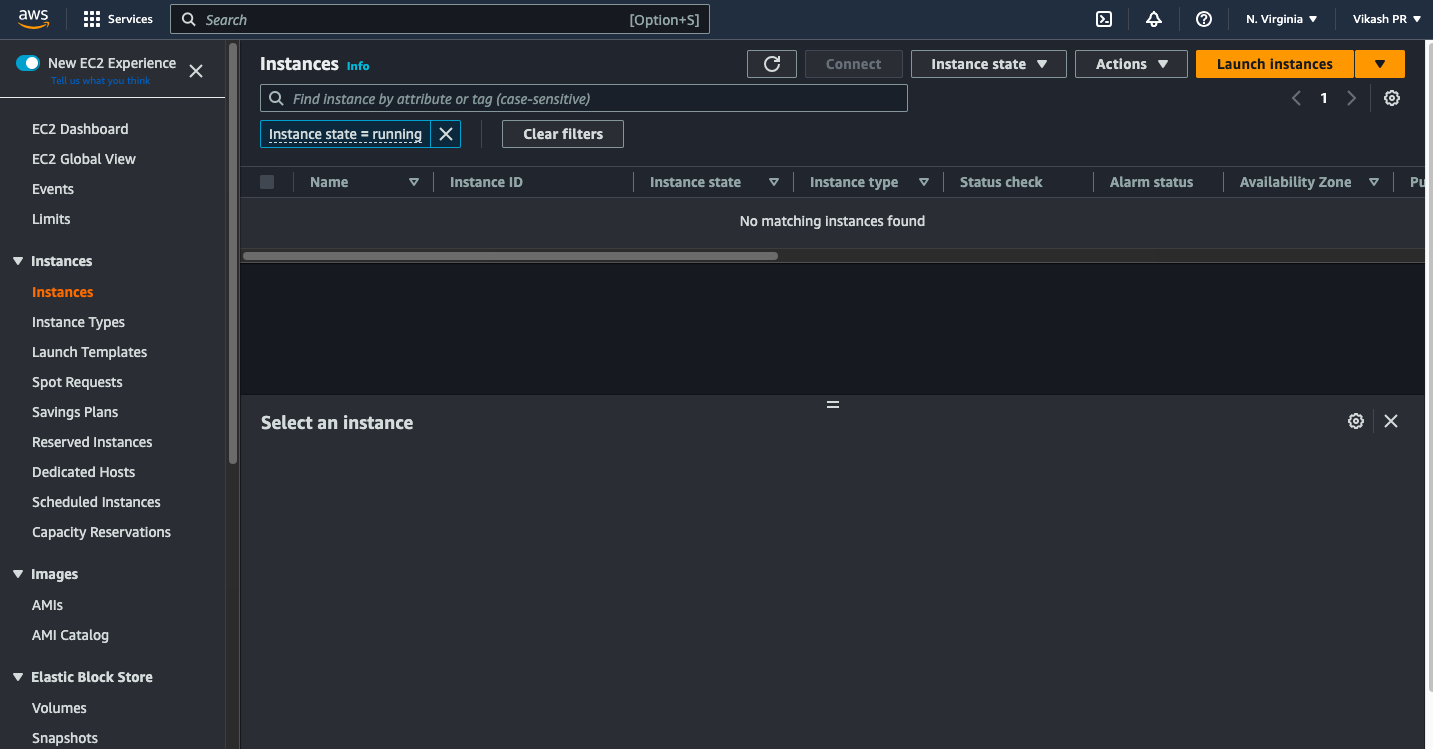 aws
Services
Search [Option+S]
N. Virginia
Vikash PR
New EC2 Experience
Tell us what you think
EC2 Dashboard
EC2 Global View
Events
Limits
Instances
Instances
Instance Types
Launch Templates
Spot Requests
Savings Plans
Reserved Instances
Dedicated Hosts
Scheduled Instances
Capacity Reservations
Images
AMIs
AMI Catalog
Elastic Block Store
Volumes
Snapshots
Instances Info
Connect
Instance state
Actions
Launch instances
Find instance by attribute or tag (case-sensitive)
1
Instance state = running
Clear filters
Name Instance ID Instance state Instance type Status check Alarm status Availability Zone Pu
No matching instances found
Select an instance